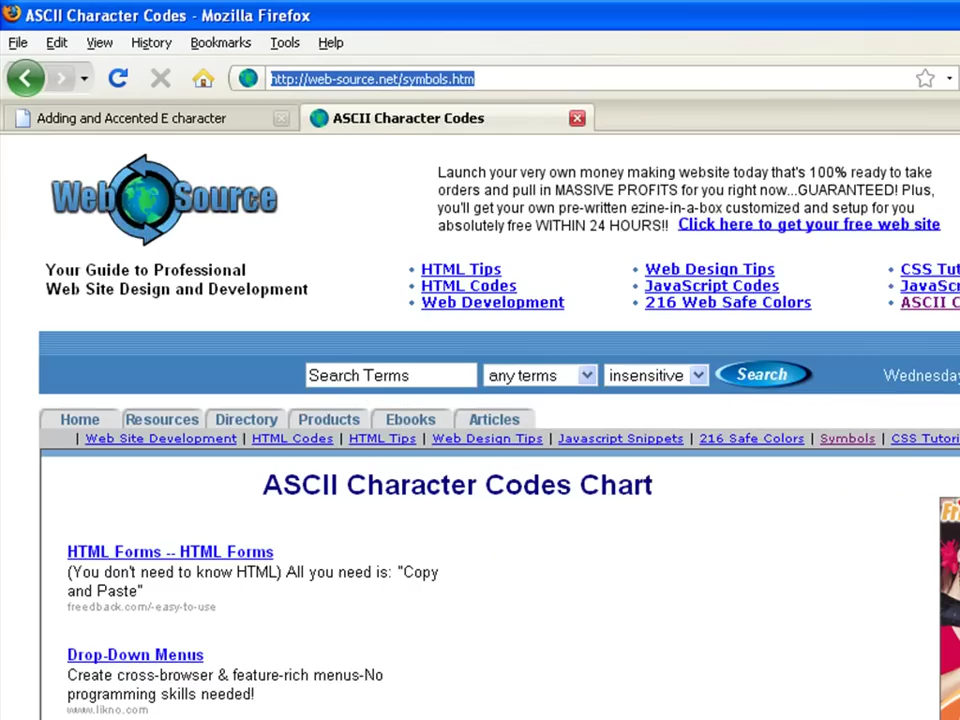 ASCII Character Codes - Mozilla Firefox
File Edit View History Bookmarks Tools Help
http://web-source.net/symbols.htm
Adding and Accented E character
ASCII Character Codes
Web Source
Launch your very own money making website today that's 100% ready to take
orders and pull in MASSIVE PROFITS for you right now...GUARANTEED! Plus,
you'll get your own pre-written ezine-in-a-box customized and setup for you
absolutely free WITHIN 24 HOURS!! Click here to get your free web site
Your Guide to Professional
Web Site Design and Development
• HTML Tips • Web Design Tips • CSS Tut
• HTML Codes • JavaScript Codes • JavaScr
• Web Development • 216 Web Safe Colors • ASCII C
Search Terms any terms insensitive Search Wednesday
Home Resources Directory Products Ebooks Articles
| Web Site Development | HTML Codes | HTML Tips | Web Design Tips | Javascript Snippets | 216 Safe Colors | Symbols | CSS Tutori
ASCII Character Codes Chart
HTML Forms -- HTML Forms
(You don't need to know HTML) All you need is: "Copy
and Paste"
freedback.com/-easy-to-use
Drop-Down Menus
Create cross-browser & feature-rich menus-No
programming skills needed!
www.likno.com